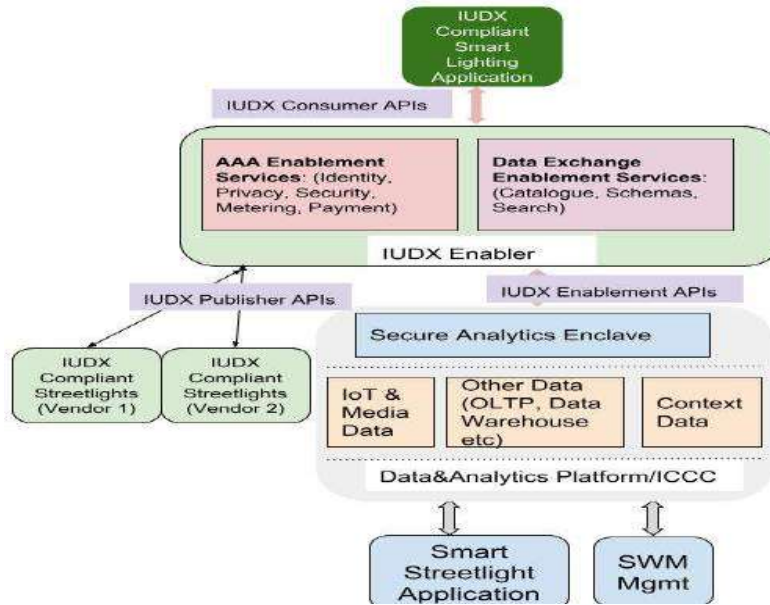 IUDX
Compliant
Smart
Lighting
Application
IUDX Consumer APIs
AAA Enablement
Services: (Identity,
Privacy, Security,
Metering, Payment)
Data Exchange
Enablement Services:
(Catalogue, Schemas,
Search)
IUDX Enabler
IUDX Publisher APIs
IUDX Enablement APIs
IUDX
Compliant
Streetlights
(Vendor 1)
IUDX
Compliant
Streetlights
(Vendor 2)
Secure Analytics Enclave
IoT &
Media
Data
Other Data
(OLTP, Data
Warehouse
etc)
Context
Data
Data&Analytics Platform/ICCC
Smart
Streetlight
Application
SWM
Mgmt